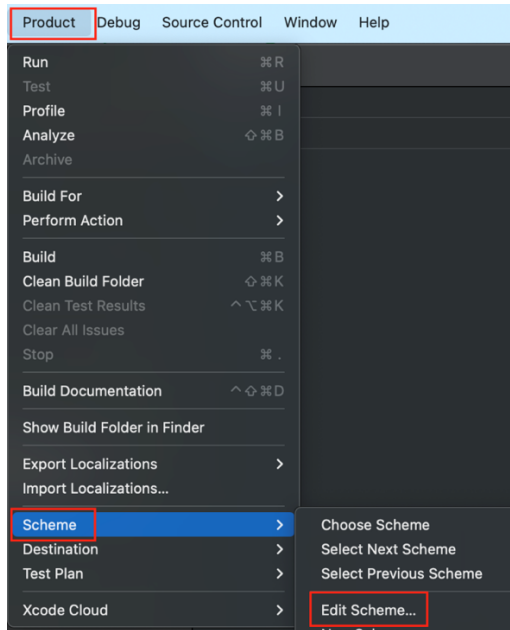 Product Debug Source Control Window Help
Run ⌘R
Test ⌘U
Profile ⌘I
Analyze ⇧⌘B
Archive
Build For >
Perform Action >
Build ⌘B
Clean Build Folder ⇧⌘K
Clean Test Results ^⌥⌘K
Clear All Issues
Stop ⌘.
Build Documentation ^⇧⌘D
Show Build Folder in Finder
Export Localizations >
Import Localizations...
Scheme > Choose Scheme
Destination > Select Next Scheme
Test Plan > Select Previous Scheme
Xcode Cloud > Edit Scheme...